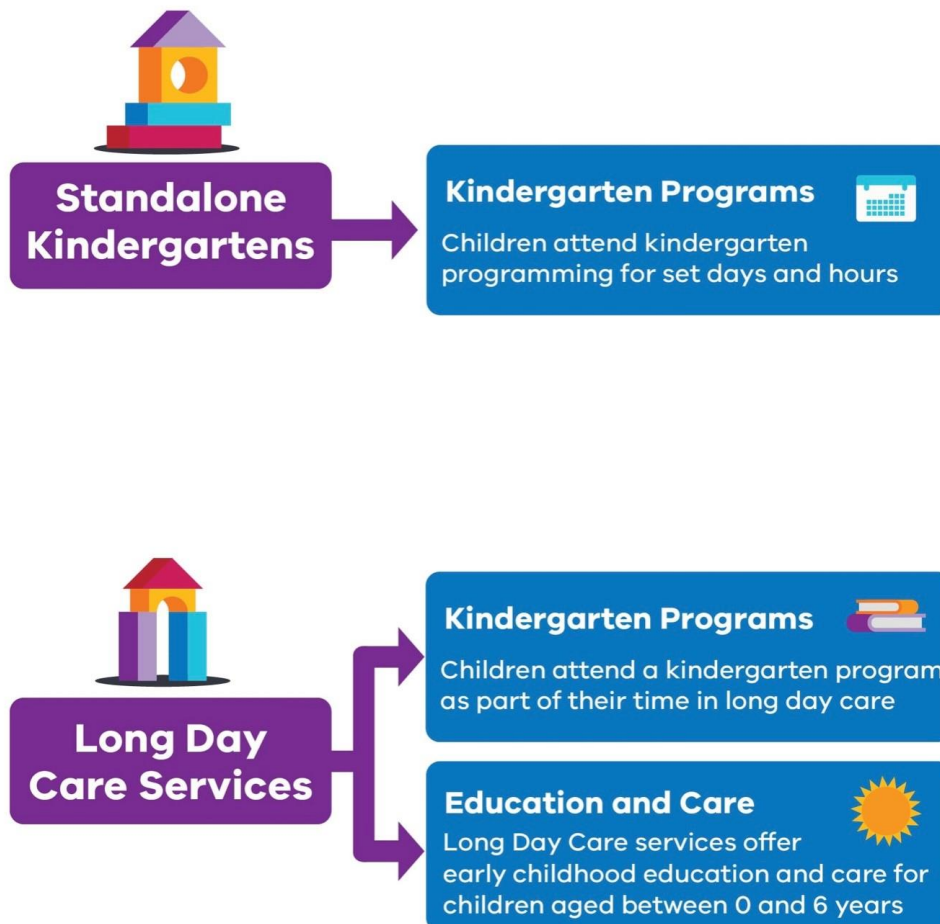 Standalone
Kindergartens
Kindergarten Programs
Children attend kindergarten
programming for set days and hours
Long Day
Care Services
Kindergarten Programs
Children attend a kindergarten program
as part of their time in long day care
Education and Care
Long Day Care services offer
early childhood education and care for
children aged between 0 and 6 years